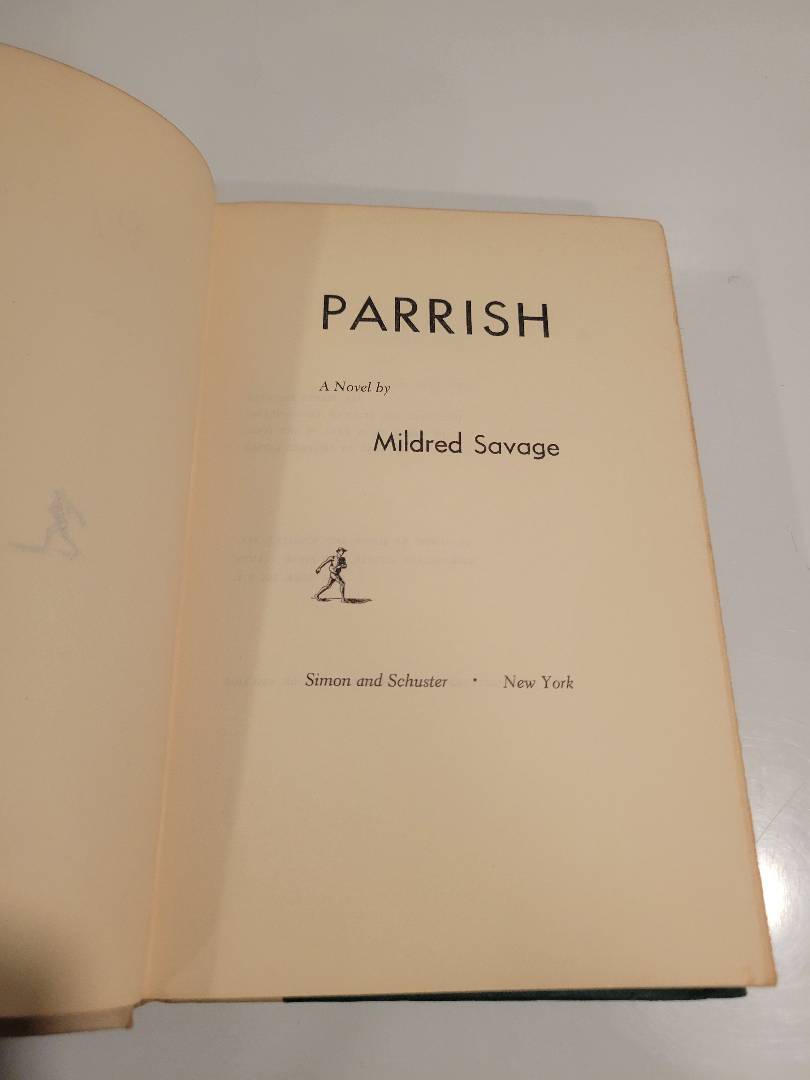 PARRISH
A Novel by
Mildred Savage
Simon and Schuster · New York